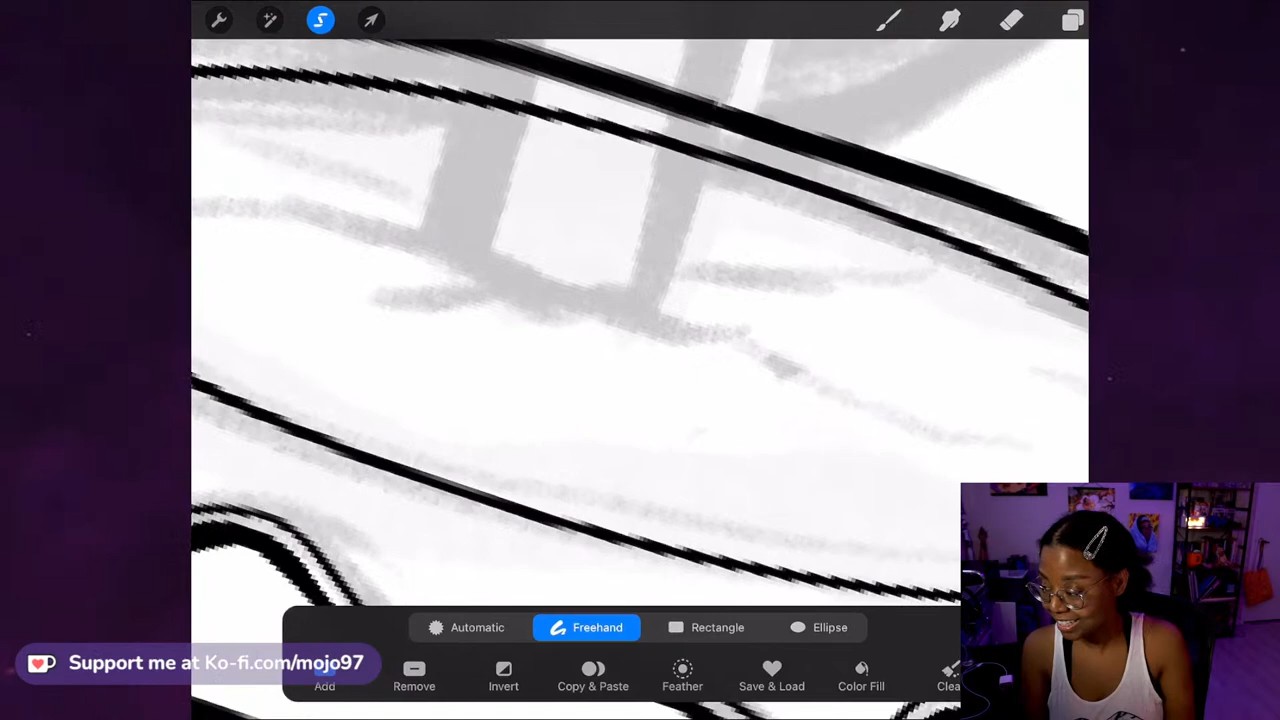 Automatic Freehand Rectangle Ellipse
Add Remove Invert Copy & Paste Feather Save & Load Color Fill
Support me at Ko-fi.com/mojo97